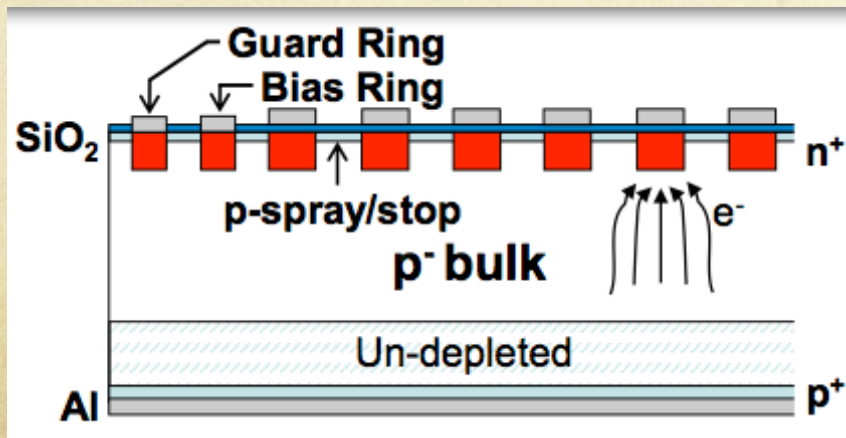 Guard Ring
Bias Ring
SiO₂
n⁺
p-spray/stop
e⁻
p⁻ bulk
Un-depleted
Al
p⁺